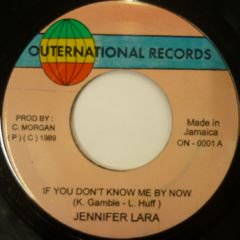 OUTERNATIONAL RECORDS
PROD BY :
C. MORGAN
(P) (C) 1989
Made in
Jamaica
ON - 0001 A
IF YOU DON'T KNOW ME BY NOW
(K. Gamble - L. Huff )
JENNIFER LARA